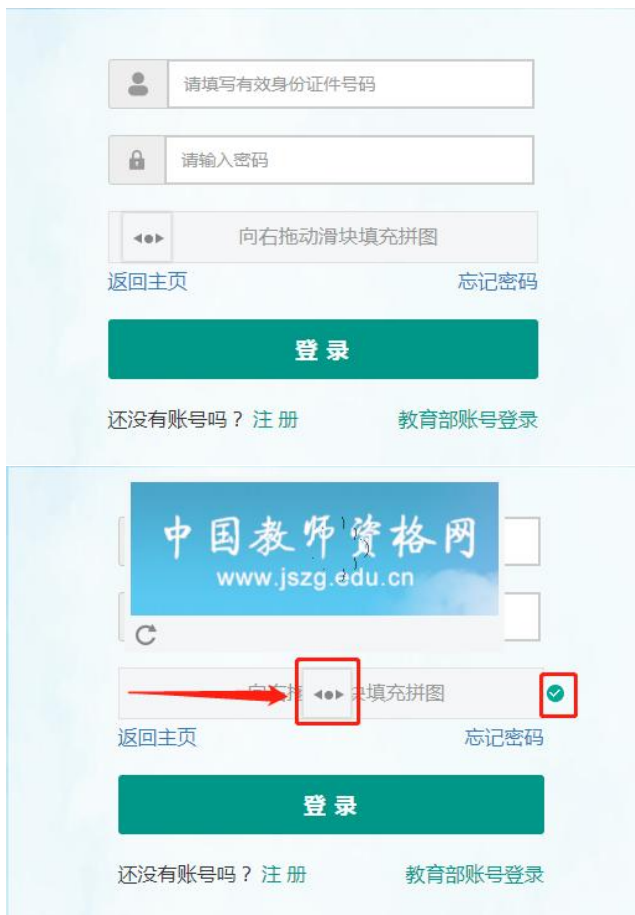 请填写有效身份证件号码
请输入密码
向右拖动滑块填充拼图
返回主页 忘记密码
登 录
还没有账号吗？注 册 教育部账号登录
中国教师资格网
www.jszg.edu.cn
向右拖 块填充拼图
返回主页 忘记密码
登 录
还没有账号吗？注 册 教育部账号登录